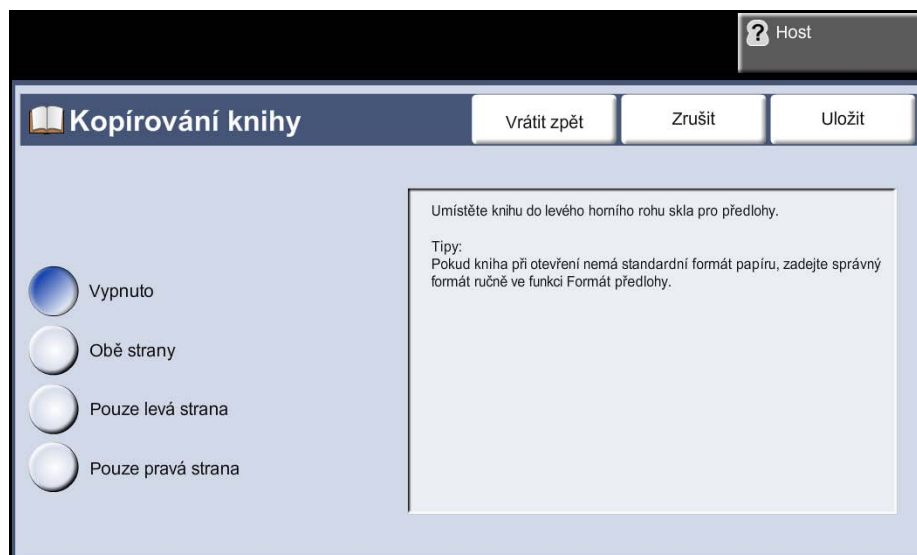 Host
Kopírování knihy
Vrátit zpět
Zrušit
Uložit
Umístěte knihu do levého horního rohu skla pro předlohy.
Tipy:
Pokud kniha při otevření nemá standardní formát papíru, zadejte správný
formát ručně ve funkci Formát předlohy.
Vypnuto
Obě strany
Pouze levá strana
Pouze pravá strana